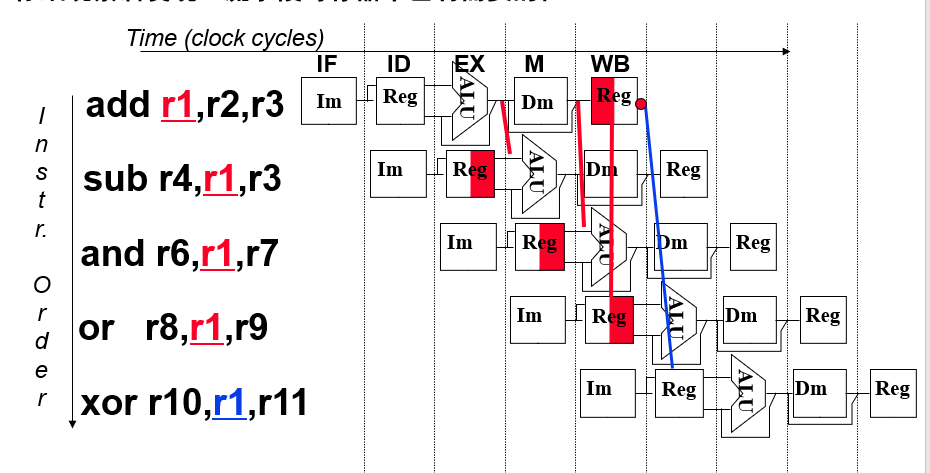 Time (clock cycles)
IF ID EX M WB
Instr. Order
add r1,r2,r3
Im Reg ALU Dm Reg
sub r4,r1,r3
Im Reg ALU Dm Reg
and r6,r1,r7
Im Reg ALU Dm Reg
or r8,r1,r9
Im Reg ALU Dm Reg
xor r10,r1,r11
Im Reg ALU Dm Reg